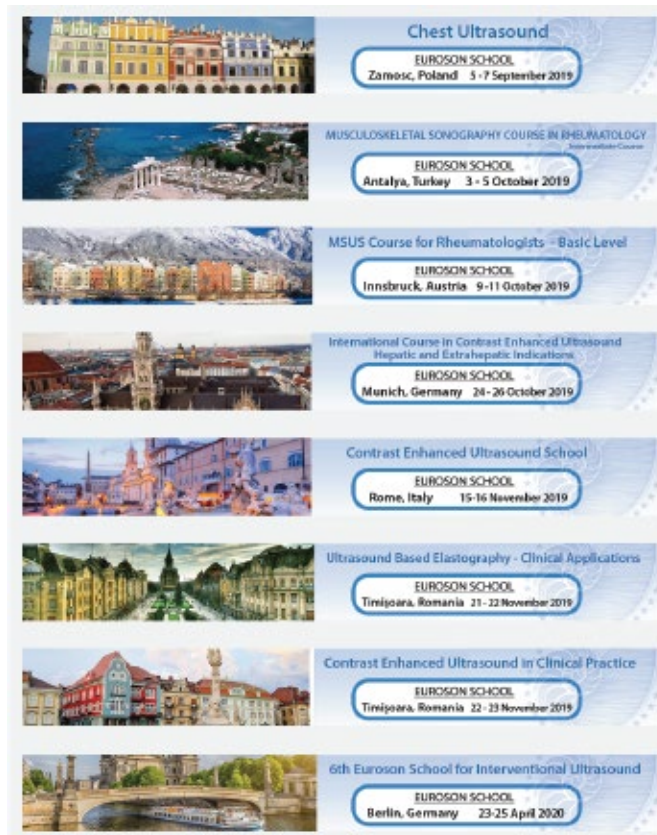 Chest Ultrasound
EUROSON SCHOOL
Zamosc, Poland 5 - 7 September 2019
MUSCULOSKELETAL SONOGRAPHY COURSE IN RHEUMATOLOGY
Intermediate Course
EUROSON SCHOOL
Antalya, Turkey 3 - 5 October 2019
MSUS Course for Rheumatologists - Basic Level
EUROSON SCHOOL
Innsbruck, Austria 9-11 October 2019
International Course in Contrast Enhanced Ultrasound
Hepatic and Extrahepatic Indications
EUROSON SCHOOL
Munich, Germany 24-26 October 2019
Contrast Enhanced Ultrasound School
EUROSON SCHOOL
Rome, Italy 15-16 November 2019
Ultrasound Based Elastography - Clinical Applications
EUROSON SCHOOL
Timişoara, Romania 21-22 November 2019
Contrast Enhanced Ultrasound in Clinical Practice
EUROSON SCHOOL
Timişoara, Romania 22-23 November 2019
6th Euroson School for Interventional Ultrasound
EUROSON SCHOOL
Berlin, Germany 23-25 April 2020